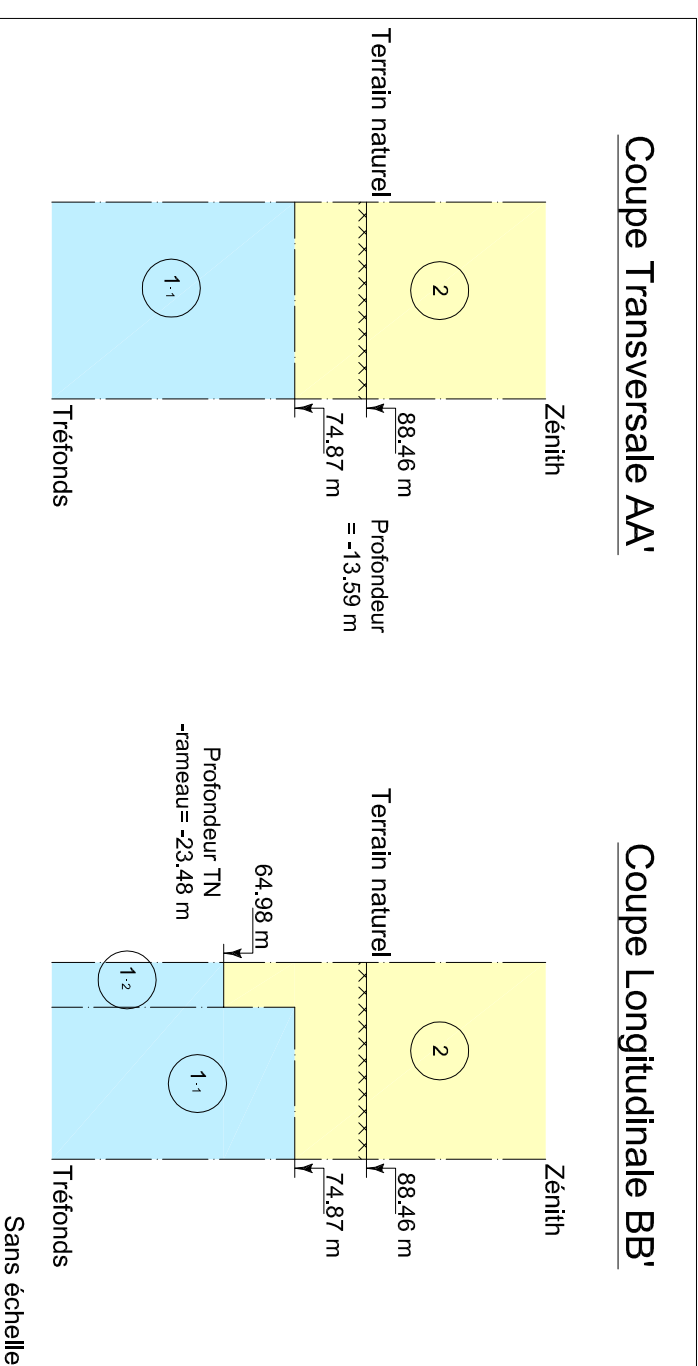 Coupe Transversale AA'
Zénith
2
Terrain naturel
88.46 m
Profondeur
= -13.59 m
74.87 m
1-1
Tréfonds
Coupe Longitudinale BB'
Zénith
2
Terrain naturel
88.46 m
74.87 m
64.98 m
Profondeur TN
-rameau= -23.48 m
1-2
1-1
Tréfonds
Sans échelle